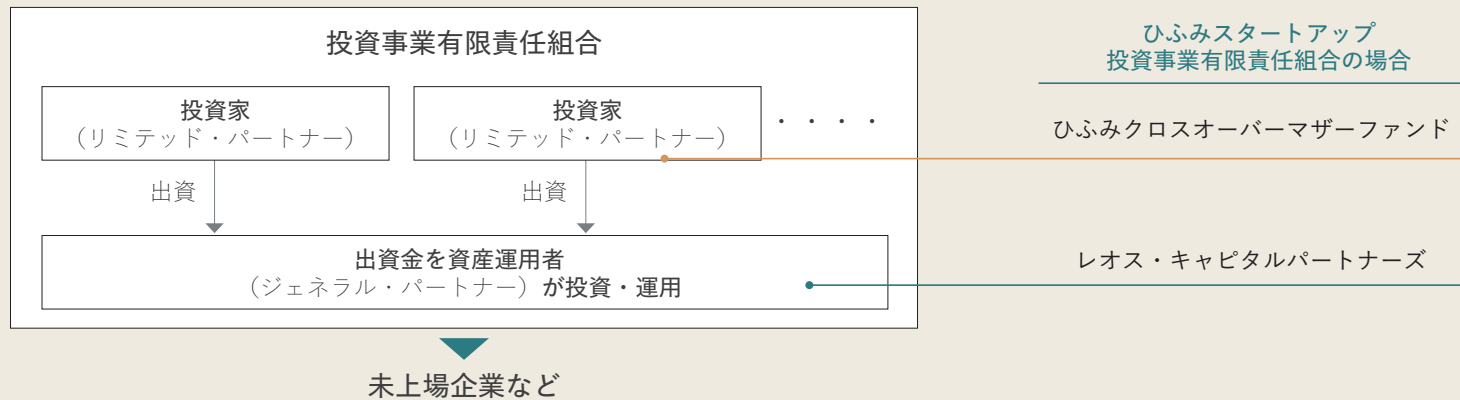 投資事業有限責任組合
投資家
（リミテッド・パートナー）
投資家
（リミテッド・パートナー）
・・・・
出資
出資
出資金を資産運用者
（ジェネラル・パートナー）が投資・運用
未上場企業など
ひふみスタートアップ
投資事業有限責任組合の場合
ひふみクロスオーバーマザーファンド
レオス・キャピタルパートナーズ